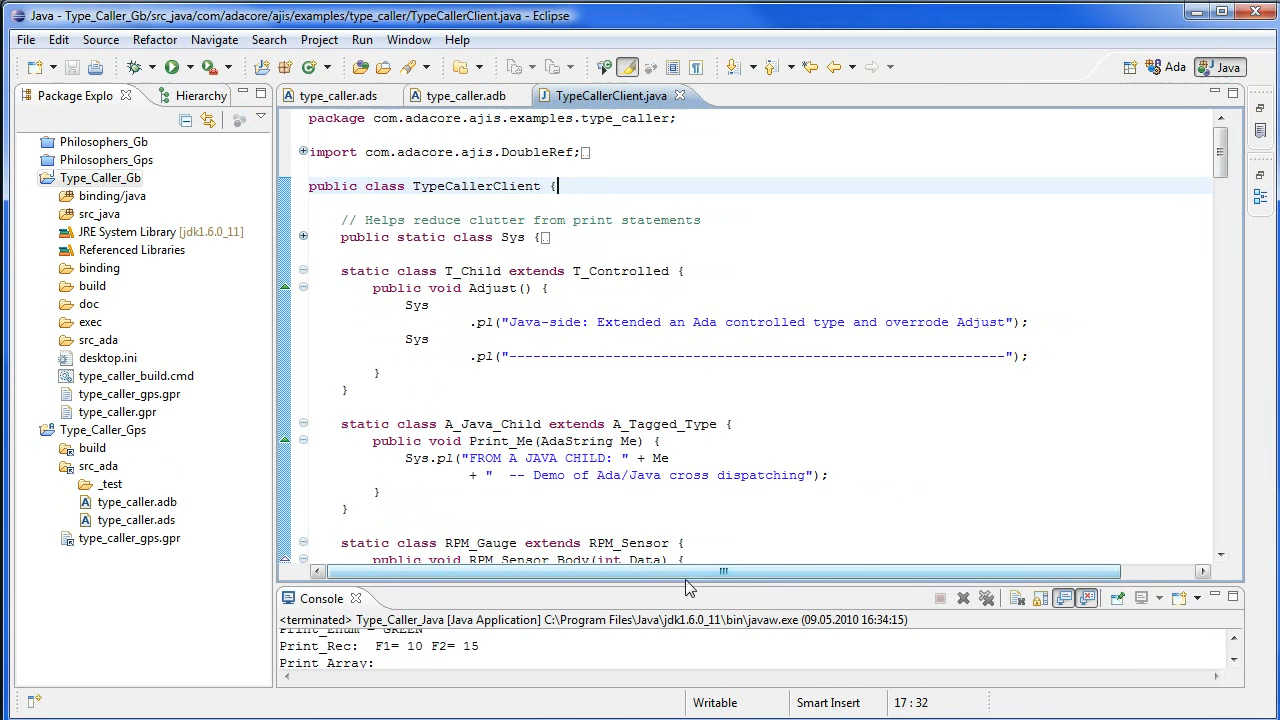 Java - Type_Caller_Gb/src_java/com/adacore/ajis/examples/type_caller/TypeCallerClient.java - Eclipse
File Edit Source Refactor Navigate Search Project Run Window Help
Ada Java
Package Explo Hierarchy
Philosophers_Gb
Philosophers_Gps
Type_Caller_Gb
binding/java
src_java
JRE System Library [jdk1.6.0_11]
Referenced Libraries
binding
build
doc
exec
src_ada
desktop.ini
type_caller_build.cmd
type_caller_gps.gpr
type_caller.gpr
Type_Caller_Gps
build
src_ada
_test
type_caller.adb
type_caller.ads
type_caller_gps.gpr
type_caller.ads type_caller.adb TypeCallerClient.java
package com.adacore.ajis.examples.type_caller;
import com.adacore.ajis.DoubleRef;
public class TypeCallerClient {
// Helps reduce clutter from print statements
public static class Sys {
static class T_Child extends T_Controlled {
public void Adjust() {
Sys
.pl("Java-side: Extended an Ada controlled type and overrode Adjust");
Sys
.pl("--------------------------------------------------------------");
}
}
static class A_Java_Child extends A_Tagged_Type {
public void Print_Me(AdaString Me) {
Sys.pl("FROM A JAVA CHILD: " + Me
+ "  -- Demo of Ada/Java cross dispatching");
}
}
static class RPM_Gauge extends RPM_Sensor {
public void RPM_Sensor_Body(int Data) {
Console
<terminated> Type_Caller_Java [Java Application] C:\Program Files\Java\jdk1.6.0_11\bin\javaw.exe (09.05.2010 16:34:15)
Print_Enum = GREEN
Print_Rec:  F1= 10 F2= 15
Print Array:
Writable Smart Insert 17 : 32